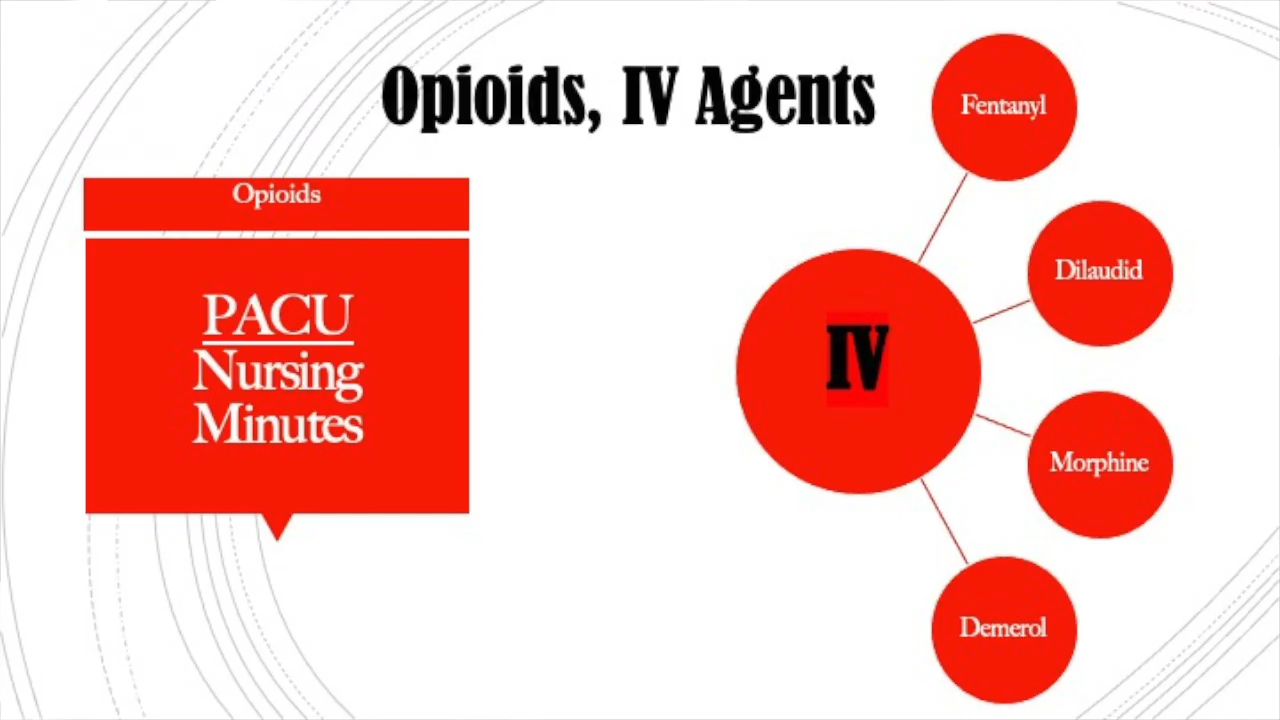 Opioids, IV Agents
Opioids
PACU
Nursing
Minutes
IV
Fentanyl
Dilaudid
Morphine
Demerol